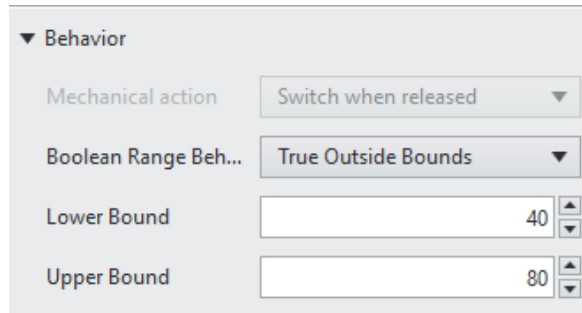 Behavior
Mechanical action Switch when released
Boolean Range Beh... True Outside Bounds
Lower Bound 40
Upper Bound 80